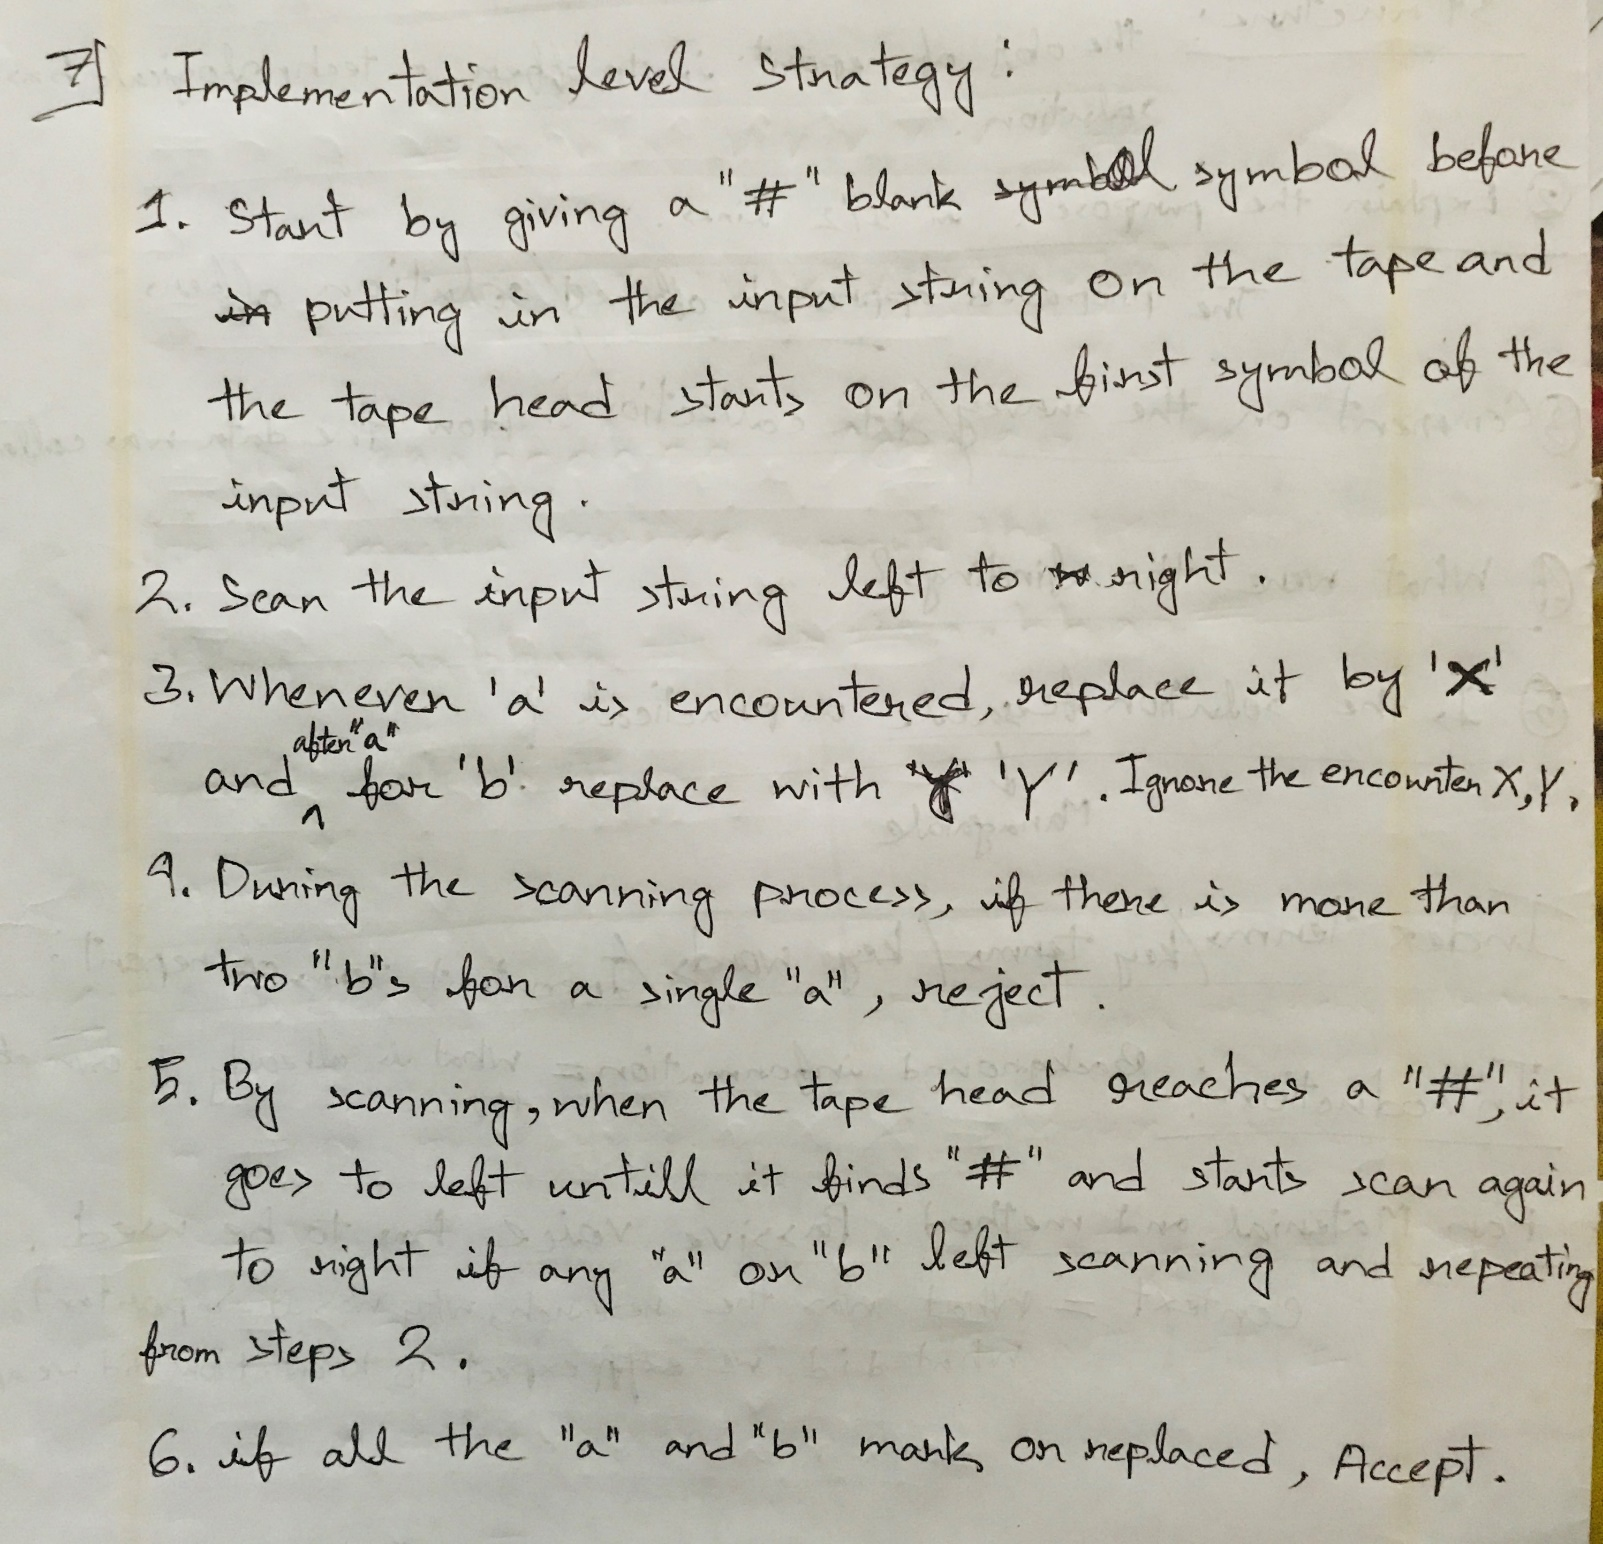 7] Implementation level strategy:
1. Start by giving a "#" blank symbol symbol before
in putting in the input string on the tape and
the tape head starts on the first symbol of the
input string.
2. Scan the input string left to right.
3. Whenever 'a' is encountered, replace it by 'X'
after "a"
and ^ for 'b' replace with 'Y' 'Y'. Ignore the encounter X, Y,
4. During the scanning process, if there is more than
two "b"s for a single "a", reject.
5. By scanning, when the tape head reaches a "#", it
goes to left untill it finds "#" and starts scan again
to right if any "a" or "b" left scanning and repeating
from steps 2.
6. if all the "a" and "b" mark or replaced, Accept.